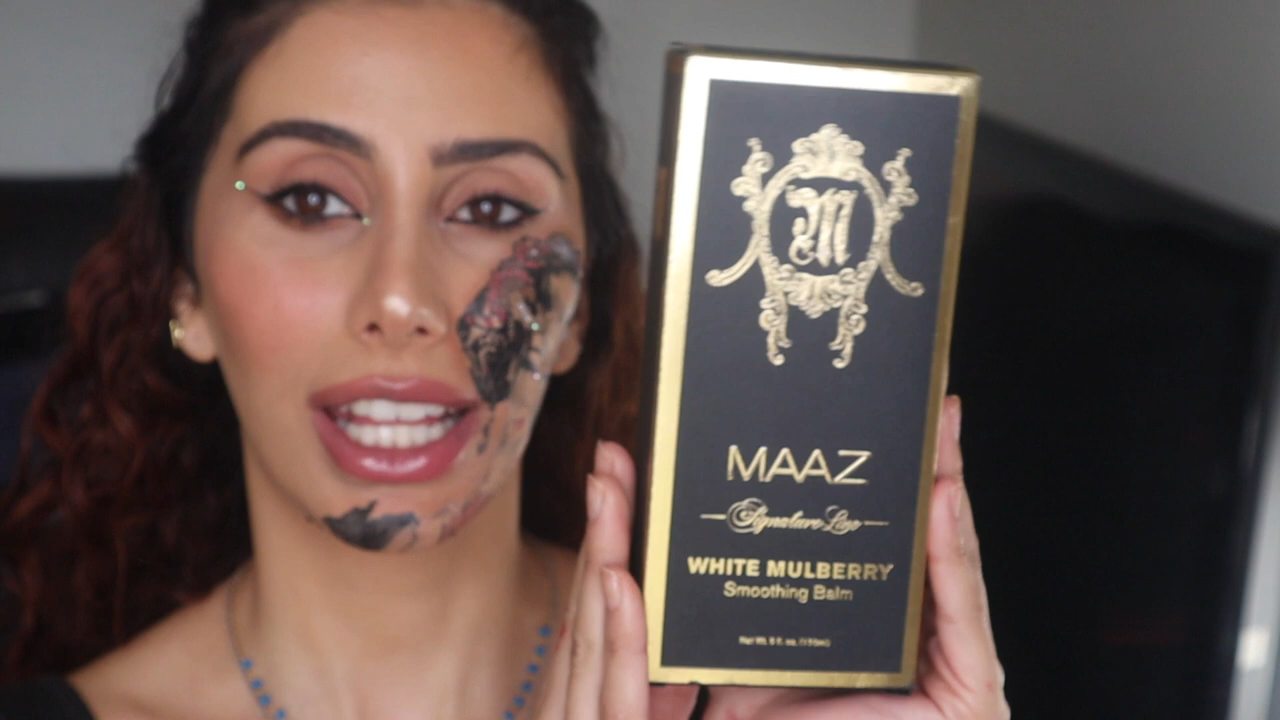 M
MAAZ
Signature Line
WHITE MULBERRY
Smoothing Balm